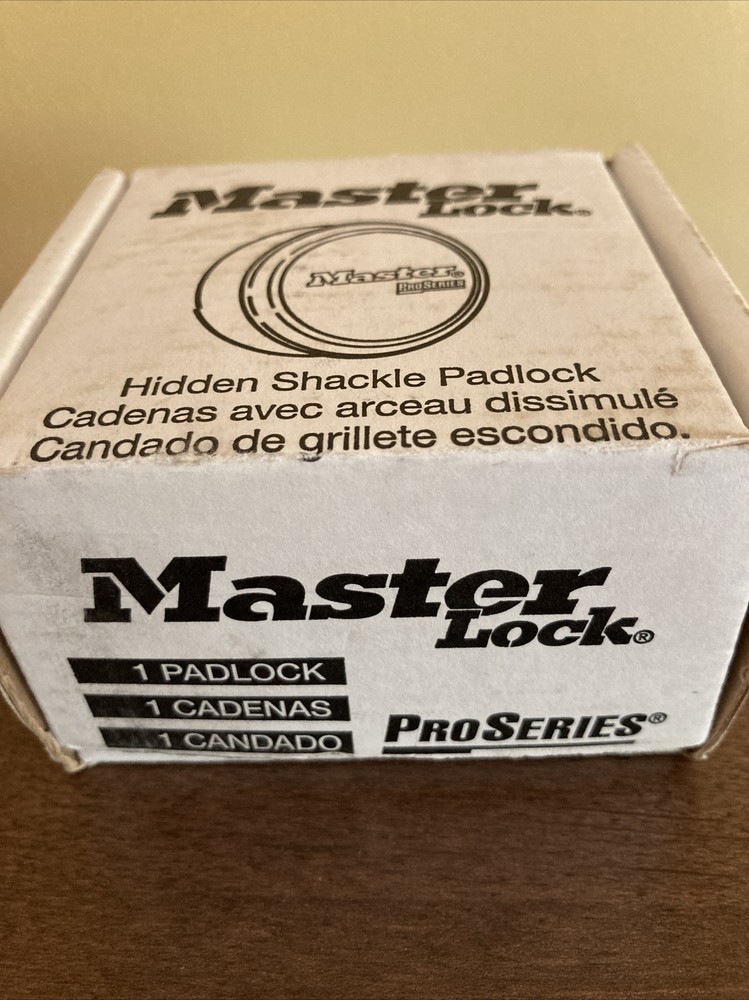 Master
Lock®
Master®
PROSERIES
Hidden Shackle Padlock
Cadenas avec arceau dissimulé
Candado de grillete escondido.
Master
Lock®
1 PADLOCK
1 CADENAS
1 CANDADO
PROSERIES®